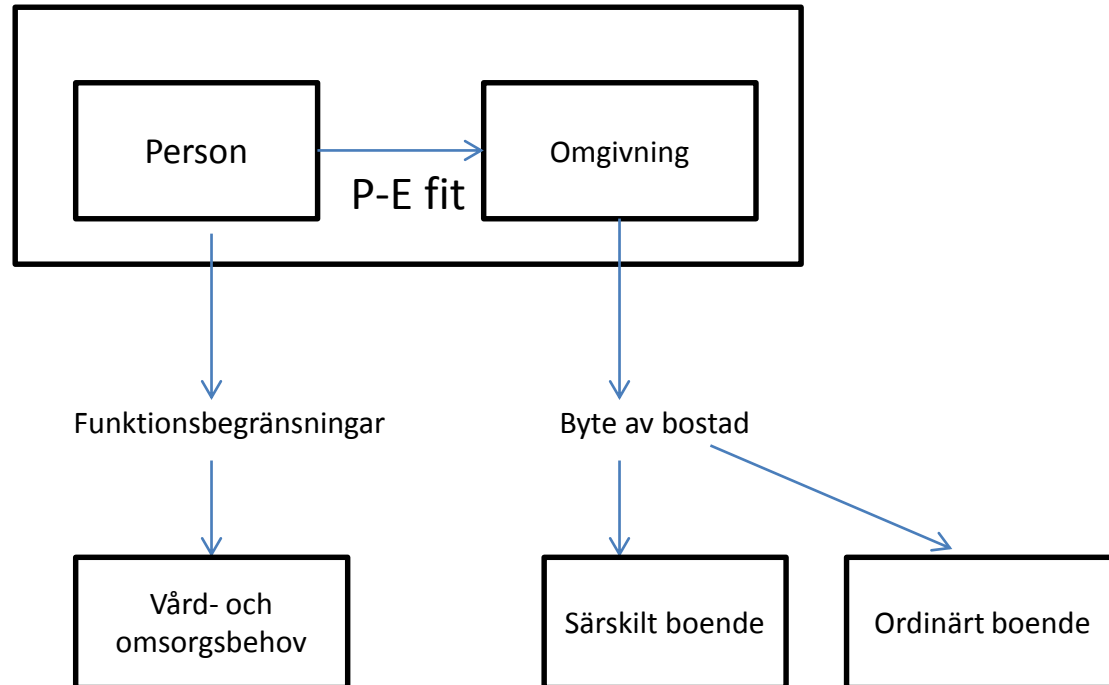 Person
Omgivning
P-E fit
Funktionsbegränsningar
Byte av bostad
Vård- och
omsorgsbehov
Särskilt boende
Ordinärt boende